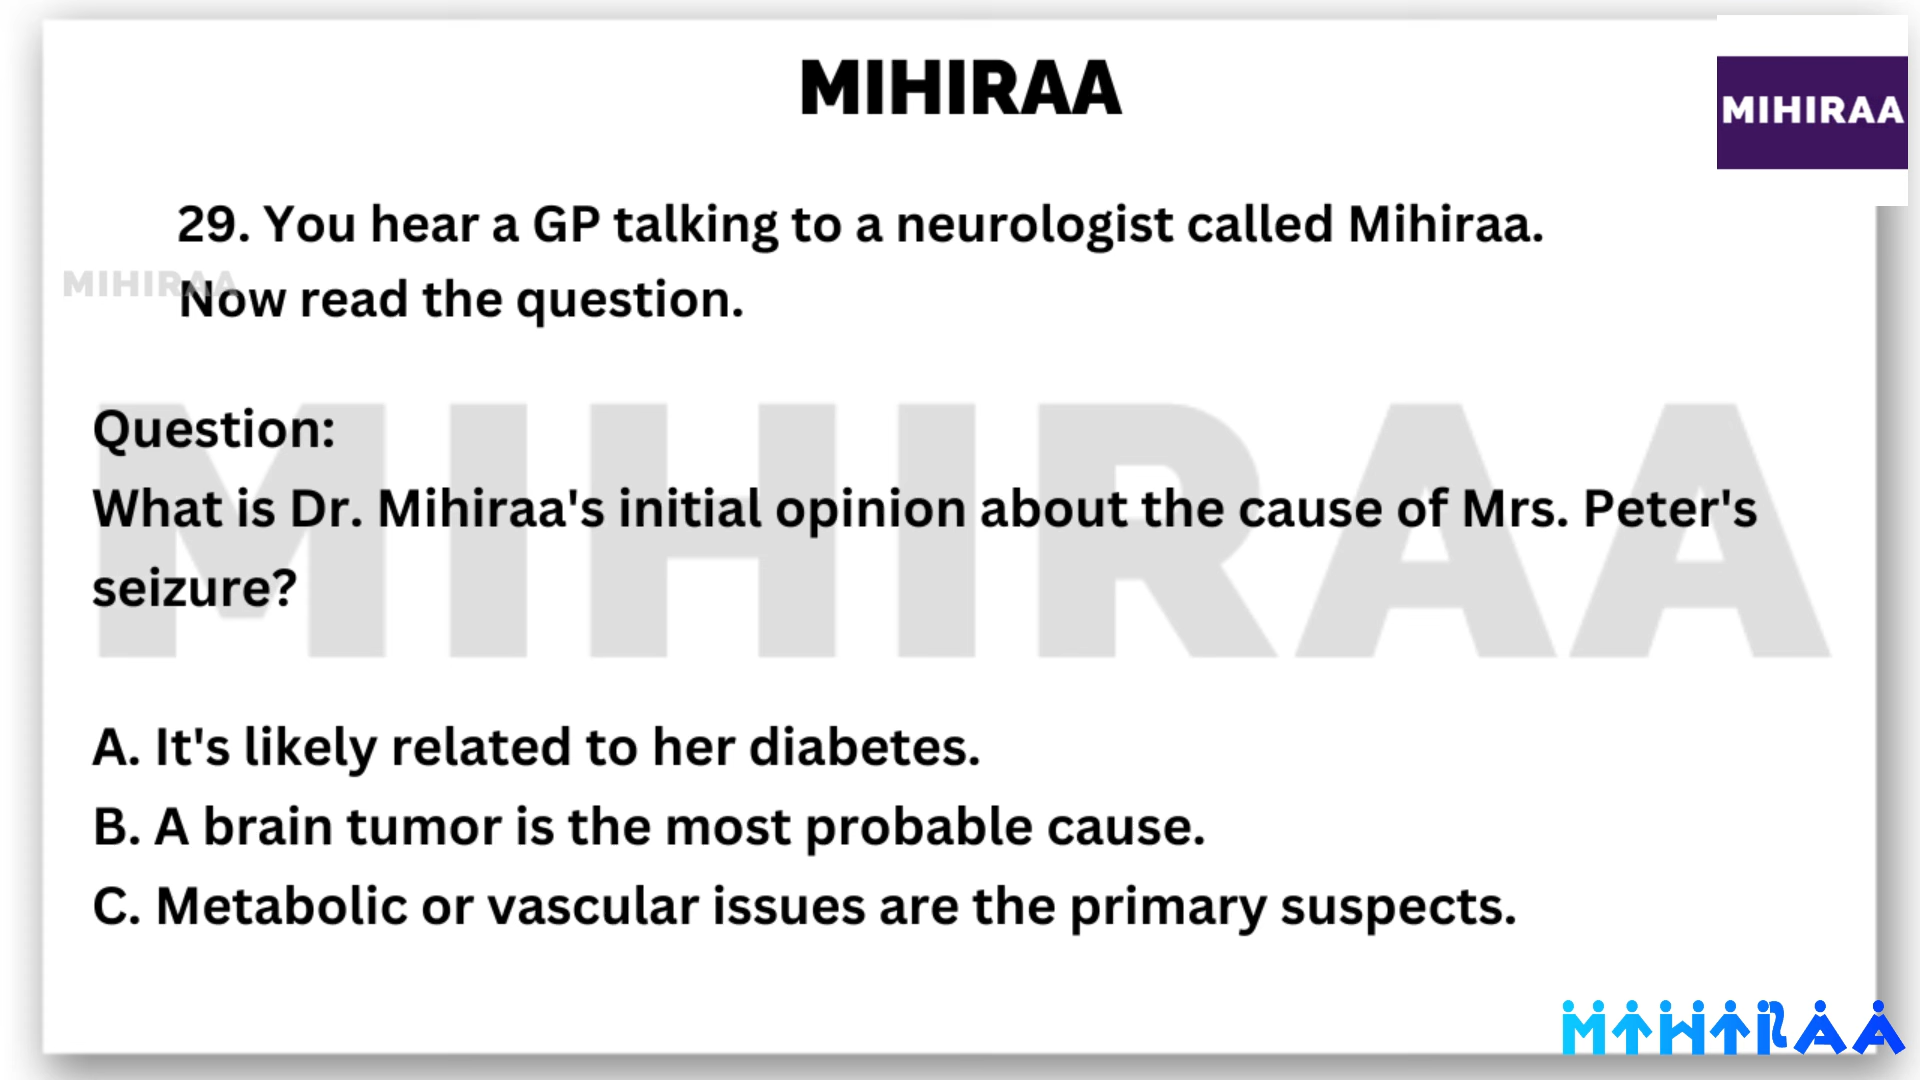 MIHIRAA
MIHIRAA
29. You hear a GP talking to a neurologist called Mihiraa.
MIHIRAA
Now read the question.
MIHIRAA
Question:
What is Dr. Mihiraa's initial opinion about the cause of Mrs. Peter's
seizure?
A. It's likely related to her diabetes.
B. A brain tumor is the most probable cause.
C. Metabolic or vascular issues are the primary suspects.
MIHIRAA